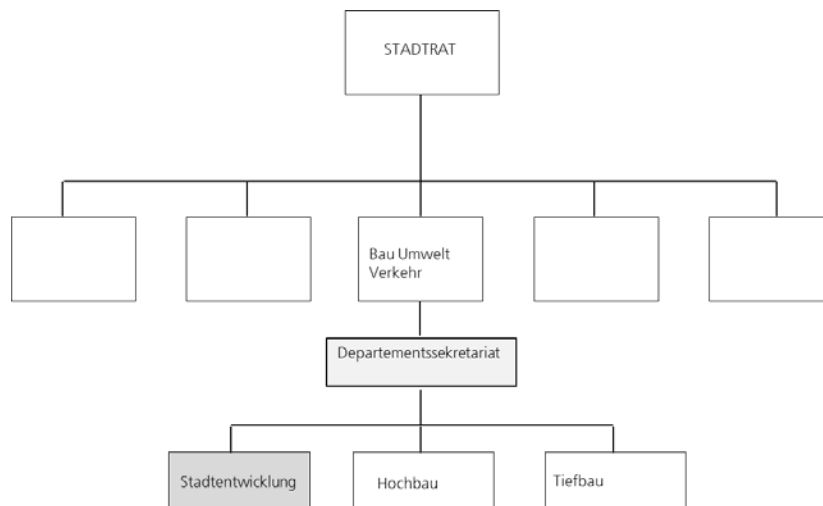 STADTRAT
Bau Umwelt
Verkehr
Departementssekretariat
Stadtentwicklung
Hochbau
Tiefbau